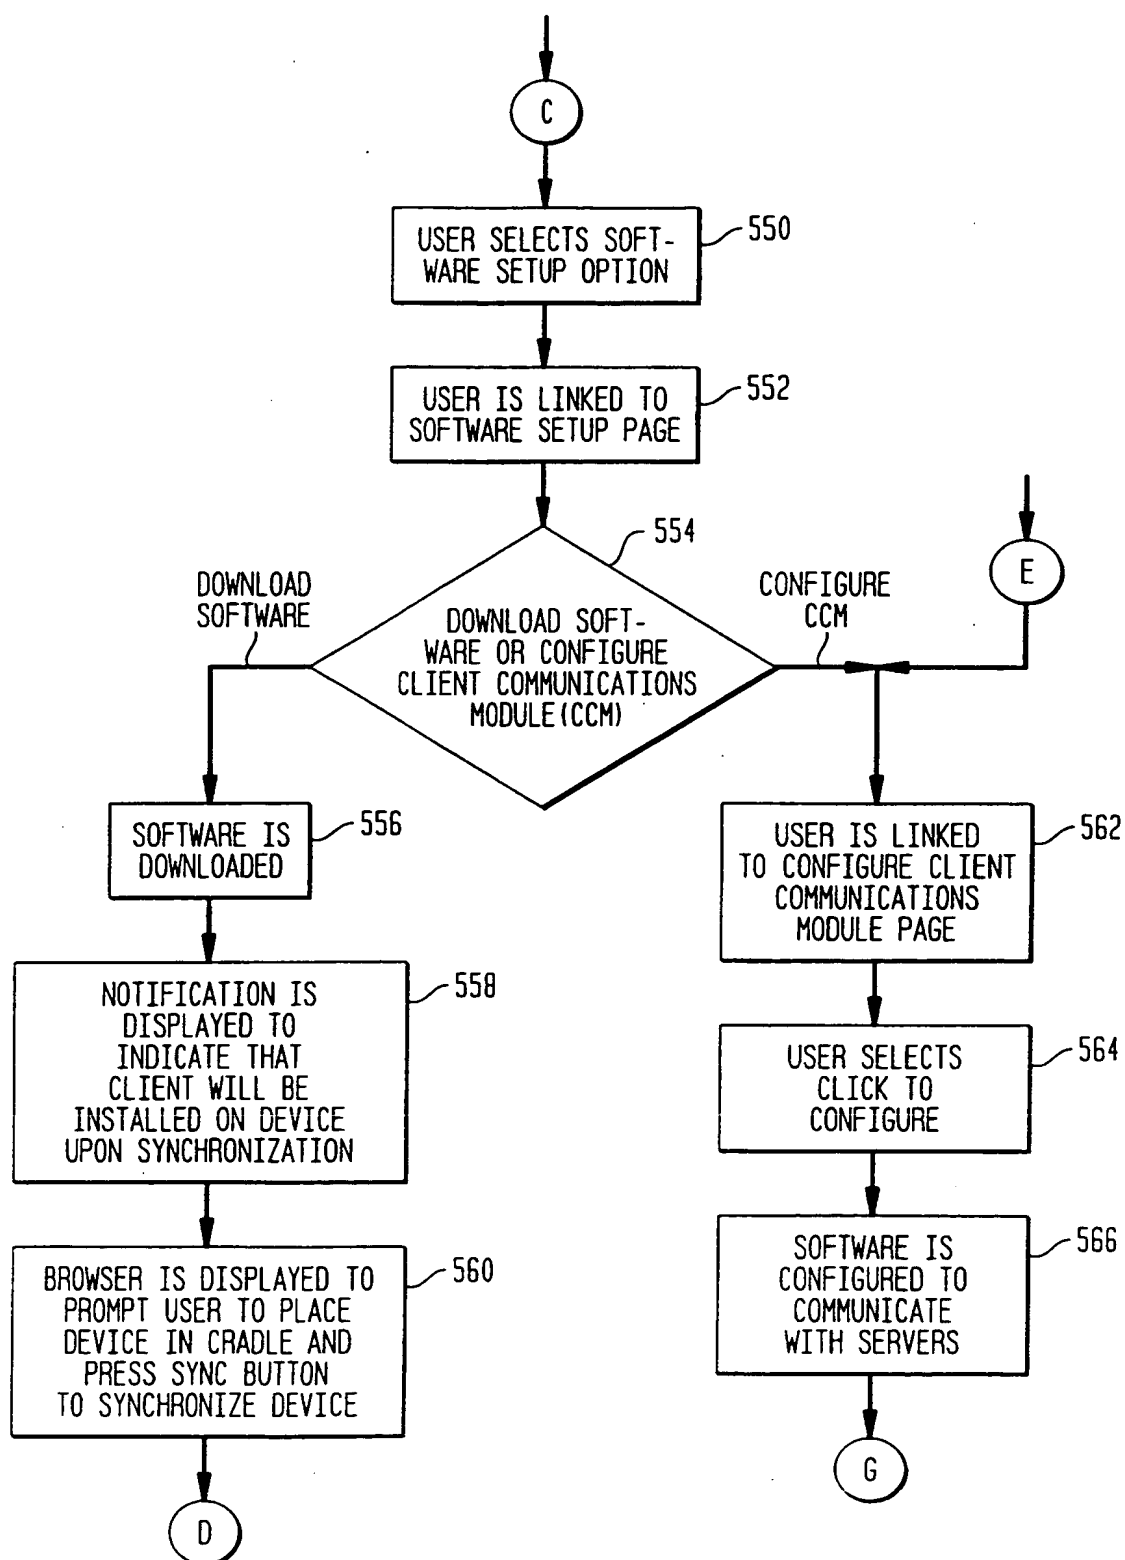 C
USER SELECTS SOFT-
WARE SETUP OPTION
550
USER IS LINKED TO
SOFTWARE SETUP PAGE
552
554
DOWNLOAD SOFT-
WARE OR CONFIGURE
CLIENT COMMUNICATIONS
MODULE(CCM)
DOWNLOAD
SOFTWARE
CONFIGURE
CCM
E
SOFTWARE IS
DOWNLOADED
556
NOTIFICATION IS
DISPLAYED TO
INDICATE THAT
CLIENT WILL BE
INSTALLED ON DEVICE
UPON SYNCHRONIZATION
558
BROWSER IS DISPLAYED TO
PROMPT USER TO PLACE
DEVICE IN CRADLE AND
PRESS SYNC BUTTON
TO SYNCHRONIZE DEVICE
560
D
USER IS LINKED
TO CONFIGURE CLIENT
COMMUNICATIONS
MODULE PAGE
562
USER SELECTS
CLICK TO
CONFIGURE
564
SOFTWARE IS
CONFIGURED TO
COMMUNICATE
WITH SERVERS
566
G